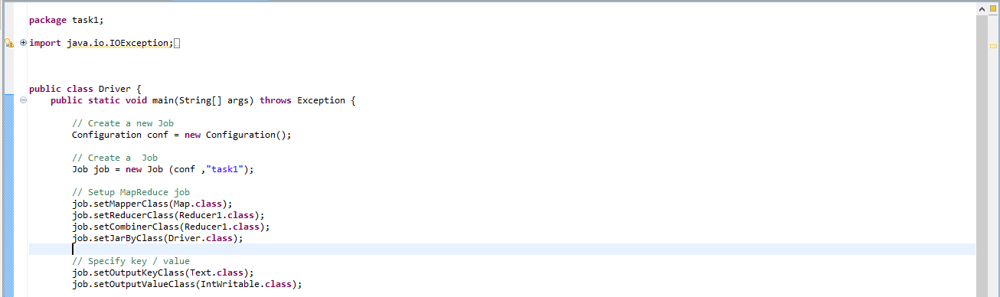 package task1;
import java.io.IOException;
public class Driver {
public static void main(String[] args) throws Exception {
// Create a new Job
Configuration conf = new Configuration();
// Create a  Job
Job job = new Job (conf ,"task1");
// Setup MapReduce job
job.setMapperClass(Map.class);
job.setReducerClass(Reducer1.class);
job.setCombinerClass(Reducer1.class);
job.setJarByClass(Driver.class);
// Specify key / value
job.setOutputKeyClass(Text.class);
job.setOutputValueClass(IntWritable.class);